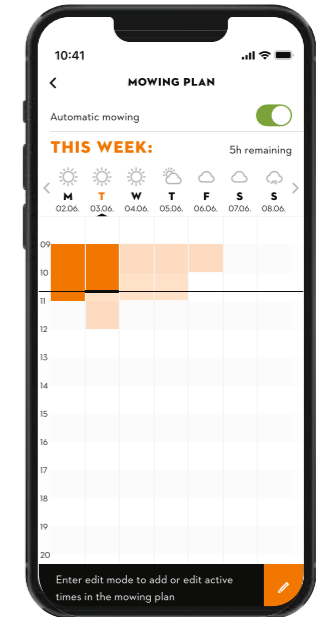 10:41
MOWING PLAN
Automatic mowing
THIS WEEK: 5h remaining
M T W T F S S
02.06. 03.06. 04.06. 05.06. 06.06. 07.06. 08.06.
09
10
11
12
13
14
15
16
17
18
19
20
Enter edit mode to add or edit active
times in the mowing plan